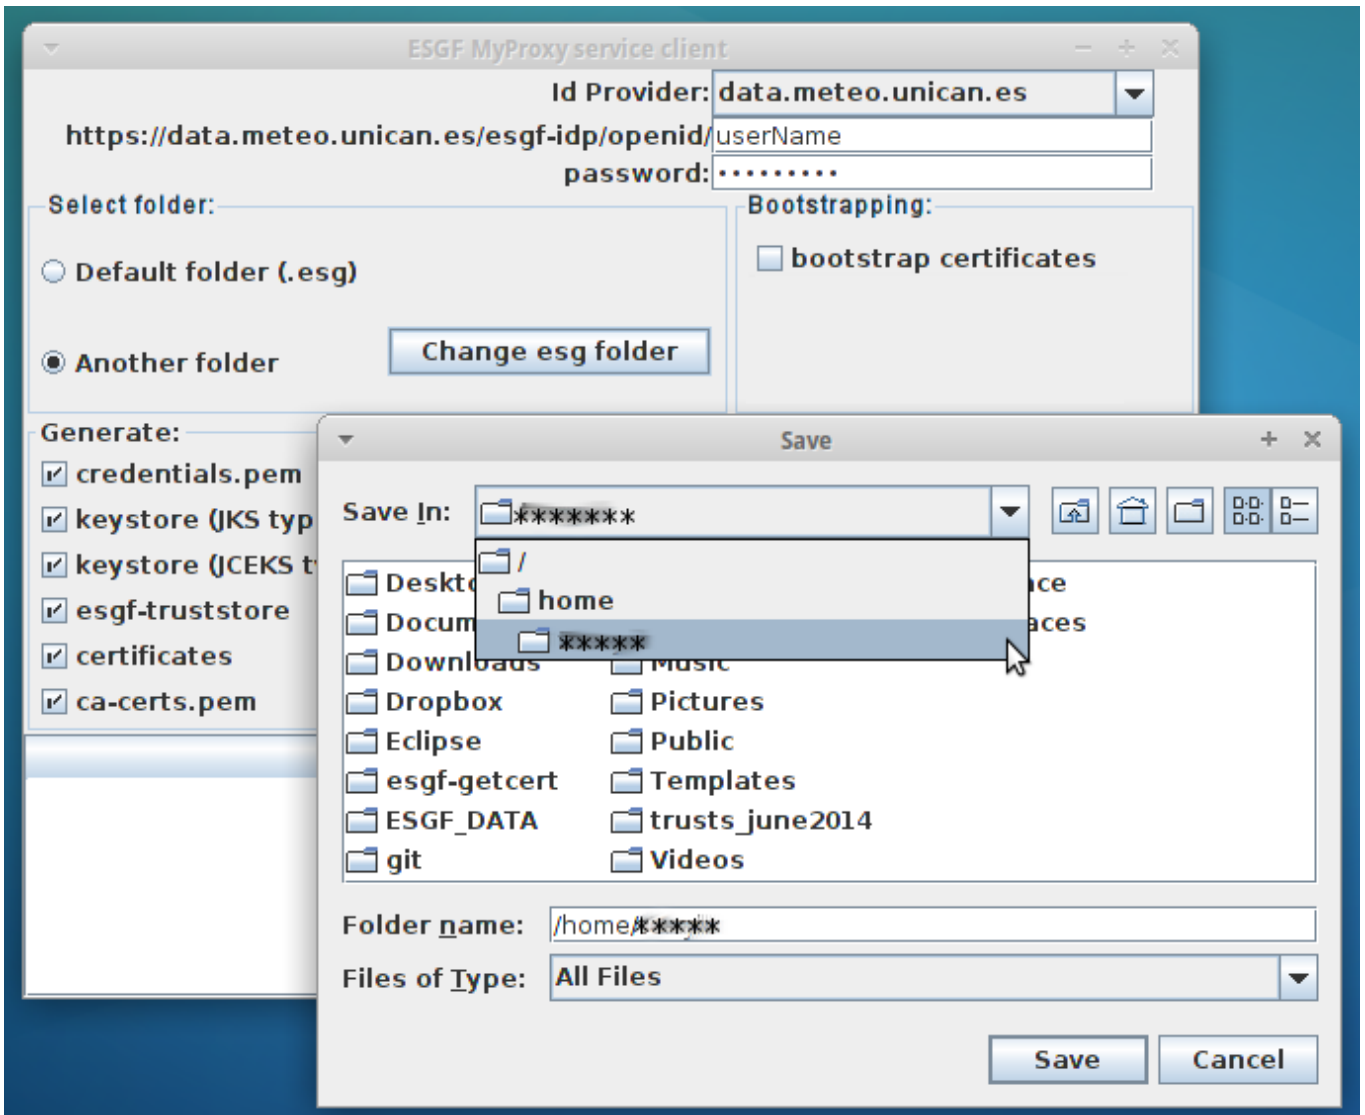 ESGF MyProxy service client
Id Provider: data.meteo.unican.es
https://data.meteo.unican.es/esgf-idp/openid/ userName
password: •••••••••
Select folder:
Bootstrapping:
Default folder (.esg)
bootstrap certificates
Another folder
Change esg folder
Generate:
credentials.pem
keystore (JKS typ
keystore (JCEKS t
esgf-truststore
certificates
ca-certs.pem
Save
Save In: *******
/
home
*****
Deskto
Docum
Downloads
Dropbox
Eclipse
esgf-getcert
ESGF_DATA
git
Music
Pictures
Public
Templates
trusts_june2014
Videos
ace
aces
Folder name: /home/*****
Files of Type: All Files
Save Cancel